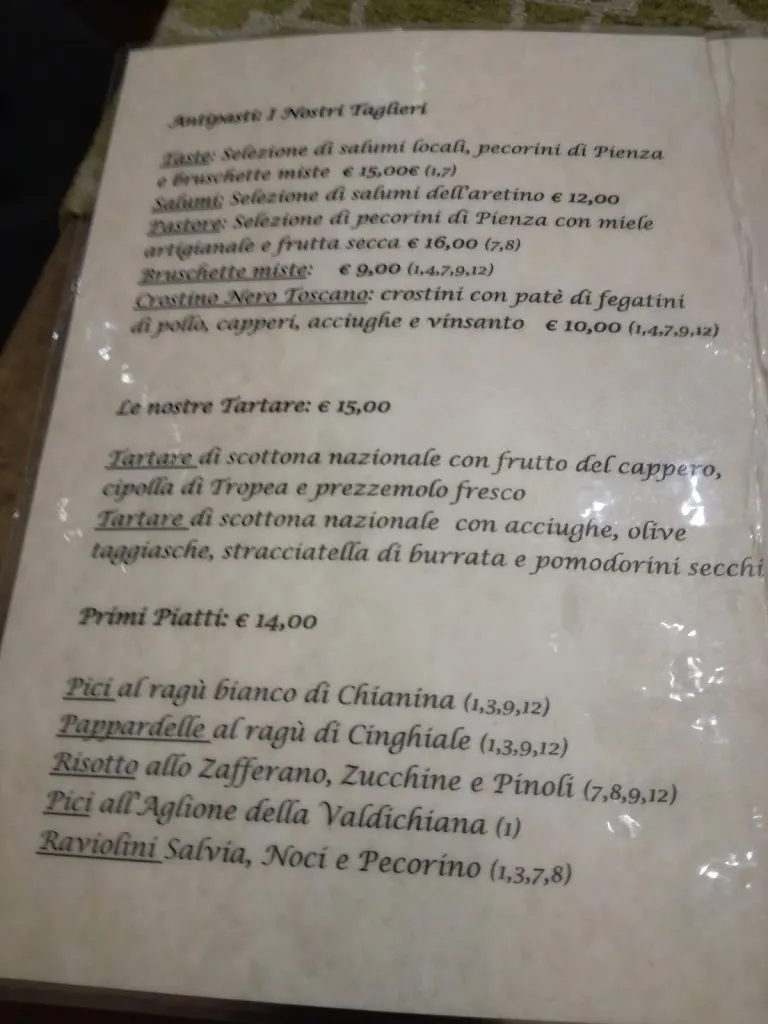 Antipasti: I Nostri Taglieri
Taste: Selezione di salumi locali, pecorini di Pienza
e bruschette miste € 15,00€ (1,7)
Salumi: Selezione di salumi dell'aretino € 12,00
Pastore: Selezione di pecorini di Pienza con miele
artigianale e frutta secca € 16,00 (7,8)
Bruschette miste: € 9,00 (1,4,7,9,12)
Crostino Nero Toscano: crostini con patè di fegatini
di pollo, capperi, acciughe e vinsanto € 10,00 (1,4,7,9,12)
Le nostre Tartare: € 15,00
Tartare di scottona nazionale con frutto del cappero,
cipolla di Tropea e prezzemolo fresco
Tartare di scottona nazionale con acciughe, olive
taggiasche, stracciatella di burrata e pomodorini secchi
Primi Piatti: € 14,00
Pici al ragù bianco di Chianina (1,3,9,12)
Pappardelle al ragù di Cinghiale (1,3,9,12)
Risotto allo Zafferano, Zucchine e Pinoli (7,8,9,12)
Pici all'Aglione della Valdichiana (1)
Raviolini Salvia, Noci e Pecorino (1,3,7,8)